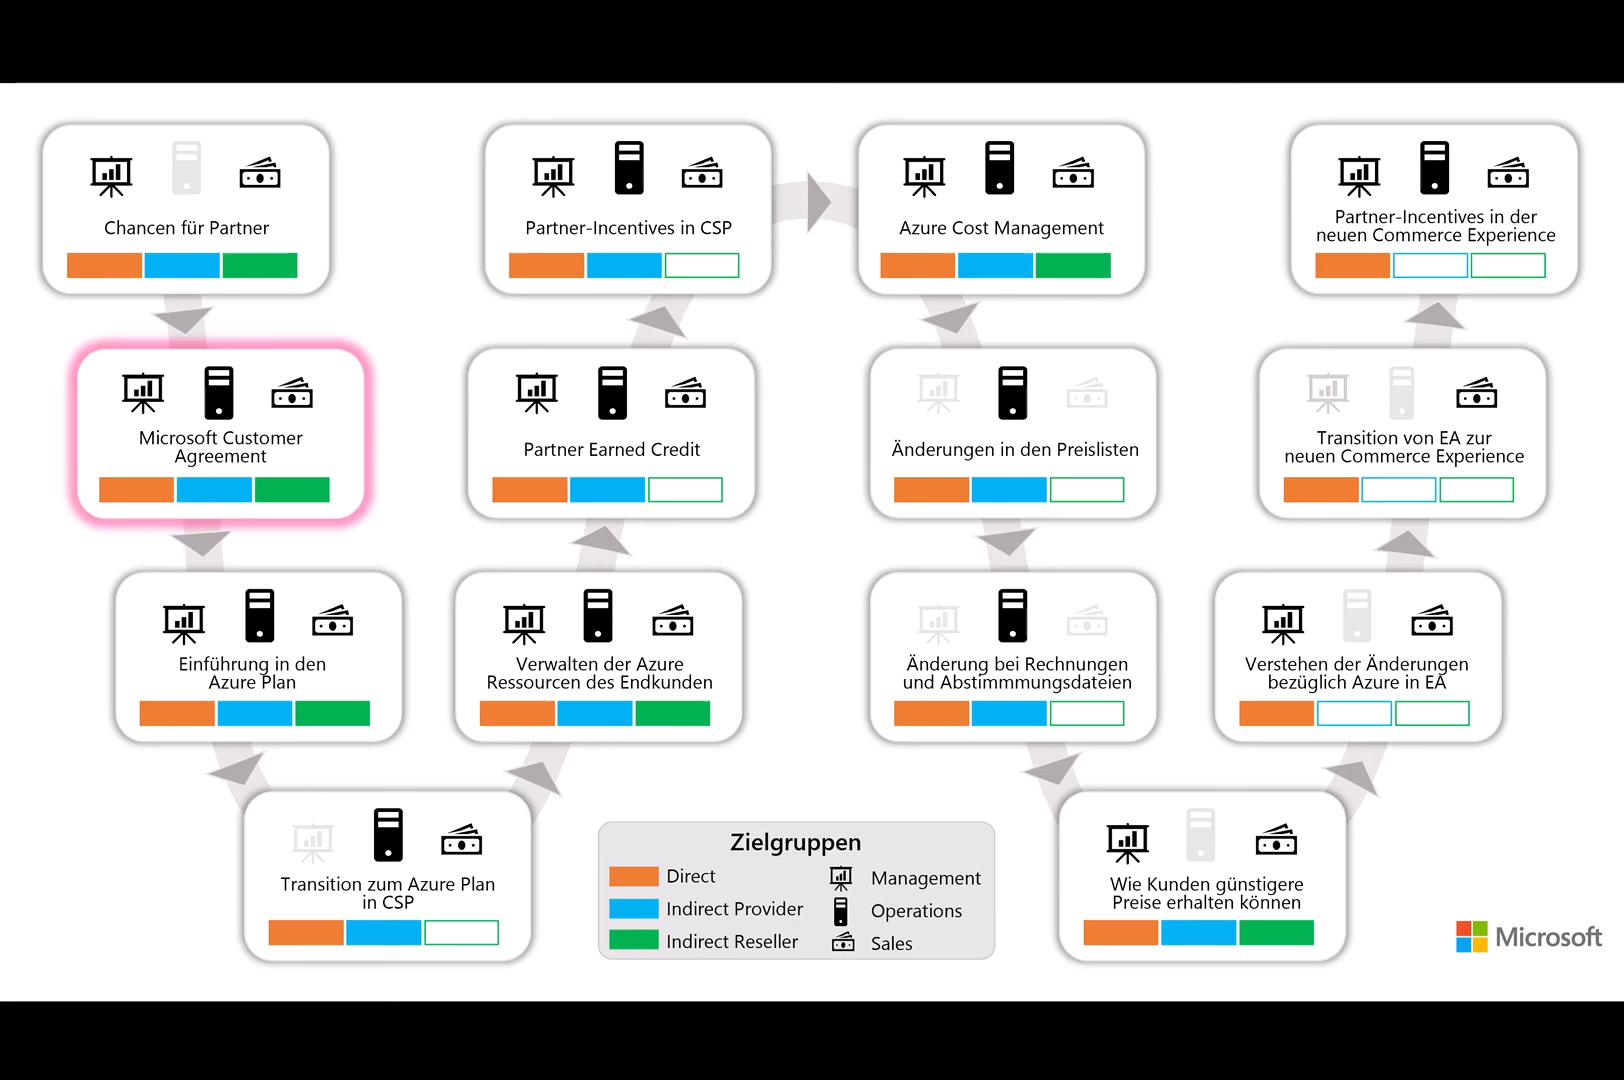 Chancen für Partner
Partner-Incentives in CSP
Azure Cost Management
Partner-Incentives in der
neuen Commerce Experience
Microsoft Customer
Agreement
Partner Earned Credit
Änderungen in den Preislisten
Transition von EA zur
neuen Commerce Experience
Einführung in den
Azure Plan
Verwalten der Azure
Ressourcen des Endkunden
Änderung bei Rechnungen
und Abstimmmungsdateien
Verstehen der Änderungen
bezüglich Azure in EA
Transition zum Azure Plan
in CSP
Zielgruppen
Direct
Management
Indirect Provider
Operations
Indirect Reseller
Sales
Wie Kunden günstigere
Preise erhalten können
Microsoft